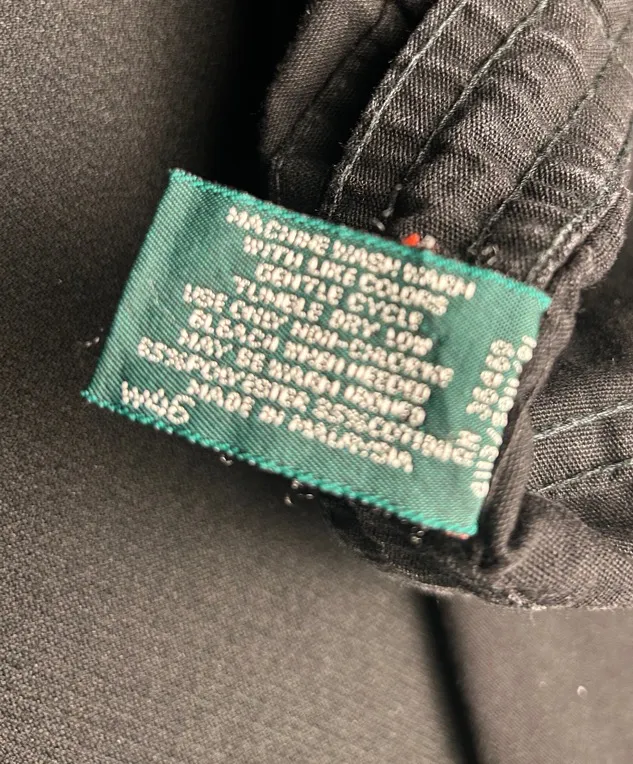 MACHINE WASH WARM
WITH LIKE COLORS
GENTLE CYCLE
TUMBLE DRY LOW
USE ONLY NON-CHLORINE
BLEACH WHEN NEEDED
MAY BE WARM IRONED
65%POLYESTER 35%COTTON
MADE IN MALAYSIA
W46